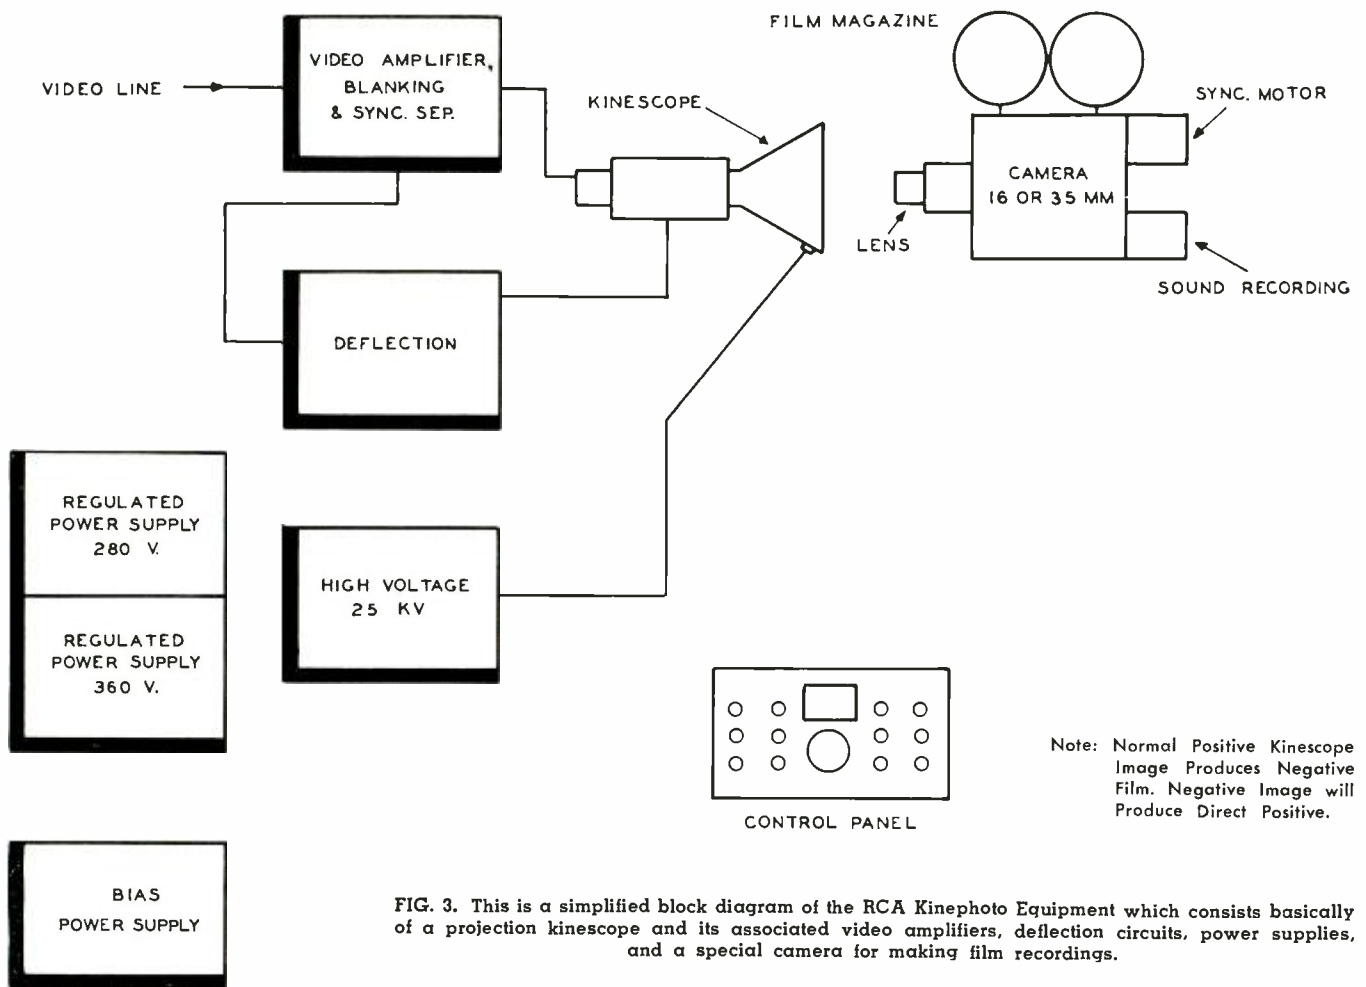 FILM MAGAZINE
VIDEO LINE
VIDEO AMPLIFIER,
BLANKING
& SYNC. SEP.
KINESCOPE
SYNC. MOTOR
CAMERA
16 OR 35 MM
LENS
SOUND RECORDING
DEFLECTION
REGULATED
POWER SUPPLY
280 V.
REGULATED
POWER SUPPLY
360 V.
HIGH VOLTAGE
25 KV
CONTROL PANEL
Note: Normal Positive Kinescope
Image Produces Negative
Film. Negative Image will
Produce Direct Positive.
BIAS
POWER SUPPLY
FIG. 3. This is a simplified block diagram of the RCA Kinephoto Equipment which consists basically
of a projection kinescope and its associated video amplifiers, deflection circuits, power supplies,
and a special camera for making film recordings.